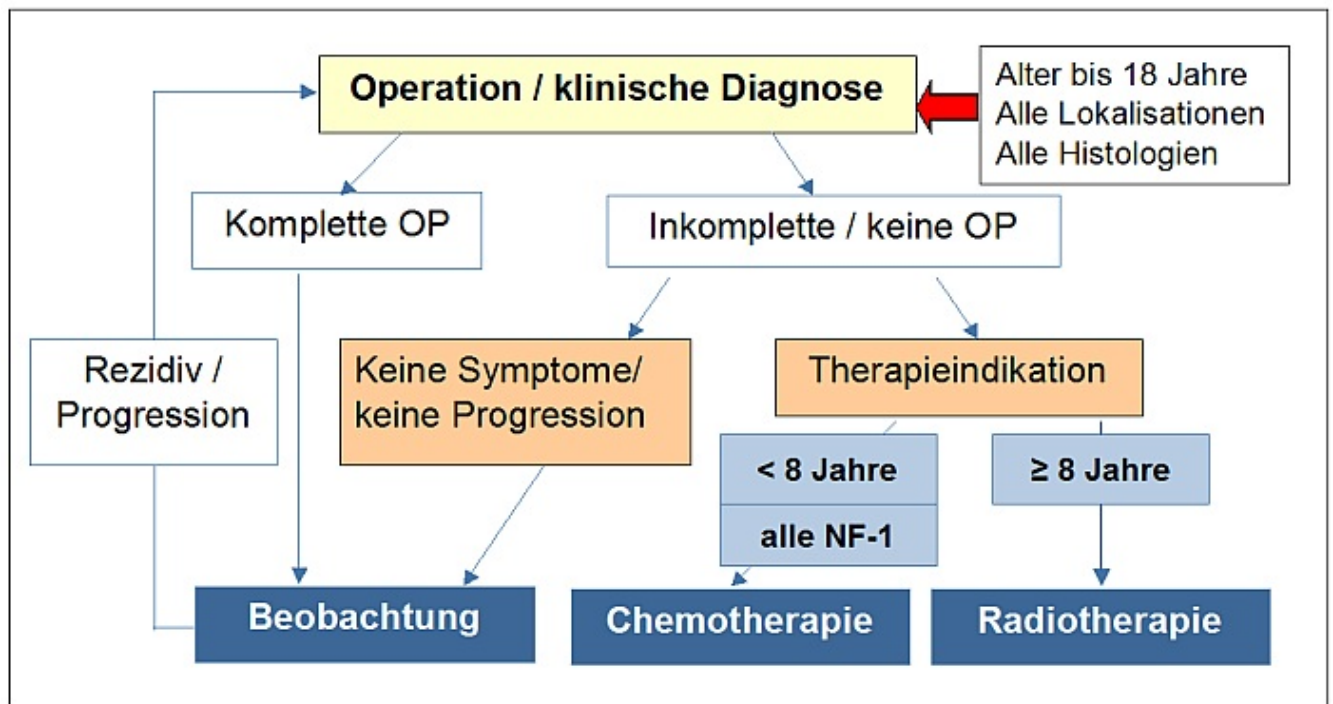 Operation / klinische Diagnose
Alter bis 18 Jahre
Alle Lokalisationen
Alle Histologien
Komplette OP
Inkomplette / keine OP
Rezidiv /
Progression
Keine Symptome/
keine Progression
Therapieindikation
< 8 Jahre
alle NF-1
≥ 8 Jahre
Beobachtung
Chemotherapie
Radiotherapie